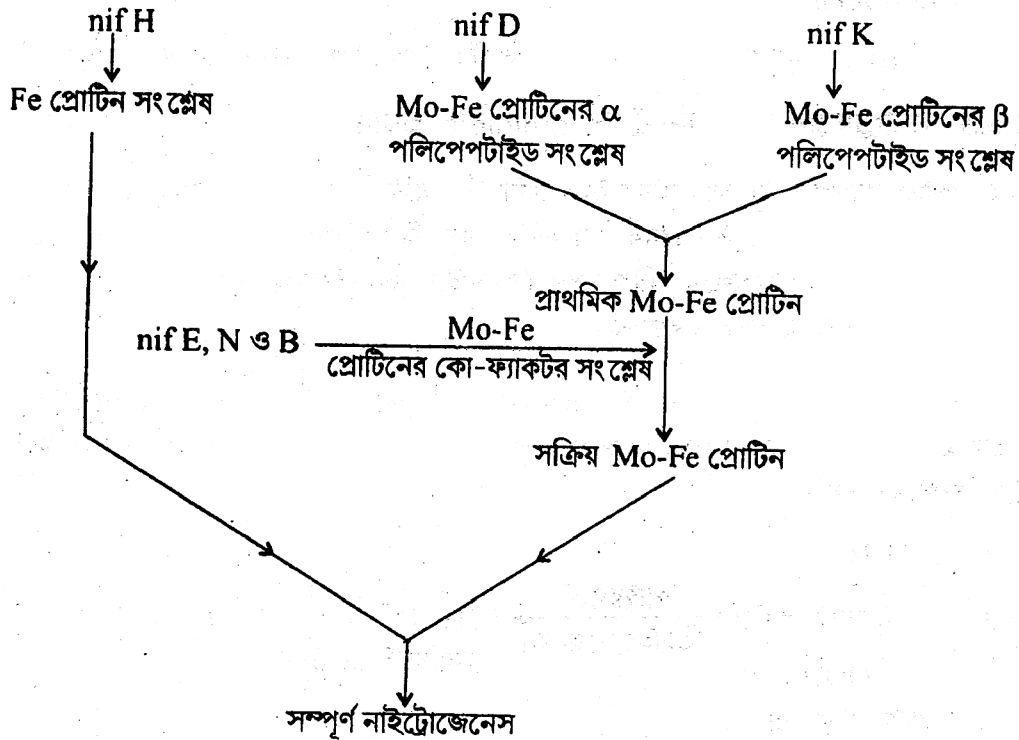 nif H
Fe প্রোটিন সংশ্লেষ
nif D
Mo-Fe প্রোটিনের α
পলিপেপটাইড সংশ্লেষ
nif K
Mo-Fe প্রোটিনের β
পলিপেপটাইড সংশ্লেষ
প্রাথমিক Mo-Fe প্রোটিন
nif E, N ও B
Mo-Fe
প্রোটিনের কো-ফ্যাকটর সংশ্লেষ
সক্রিয় Mo-Fe প্রোটিন
সম্পূর্ণ নাইট্রোজেনেস